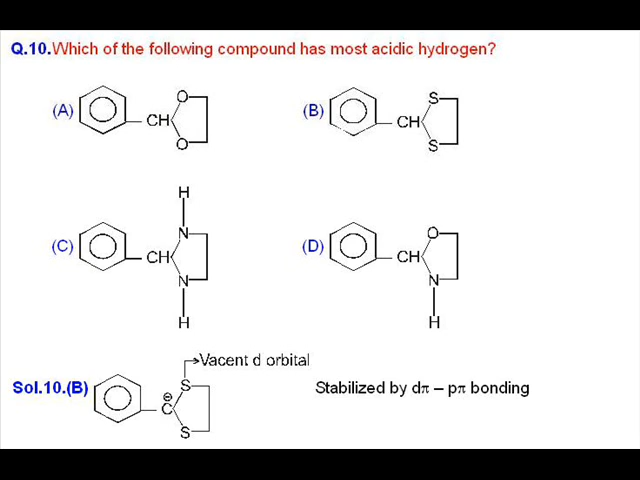 Q.10.Which of the following compound has most acidic hydrogen?
(A) CH O O
(B) CH S S
(C) CH H N N H
(D) CH O N H
Vacent d orbital
Sol.10.(B) C ⊖ S S Stabilized by dπ – pπ bonding